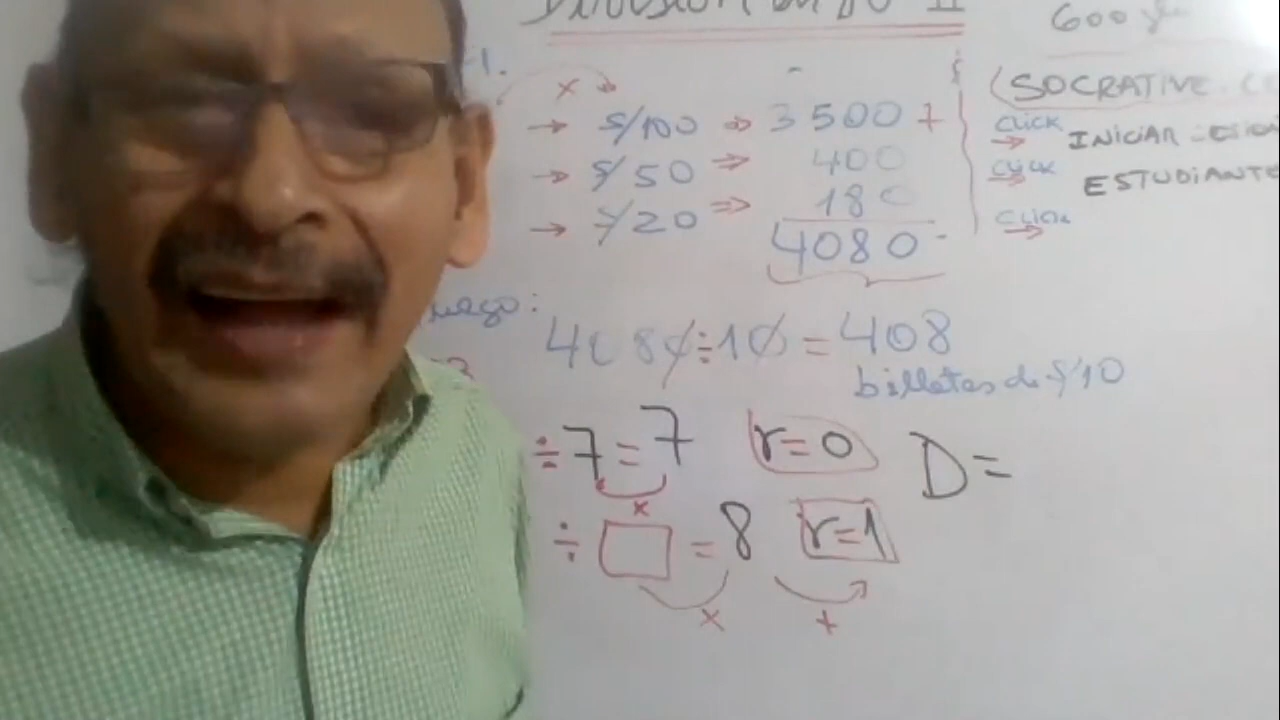 600
1.
x
→ S/100 ⇒ 3500 +
→ S/50 ⇒ 400
→ S/20 ⇒ 180
4080
(SOCRATIVE.
CLICK
→ INICIAR
CLICK
→ ESTUDIANTE
CLICK
→
4080÷10=408
billetes de S/10
÷7=7 r=0 D=
x
÷ □ =8 r=1
x +